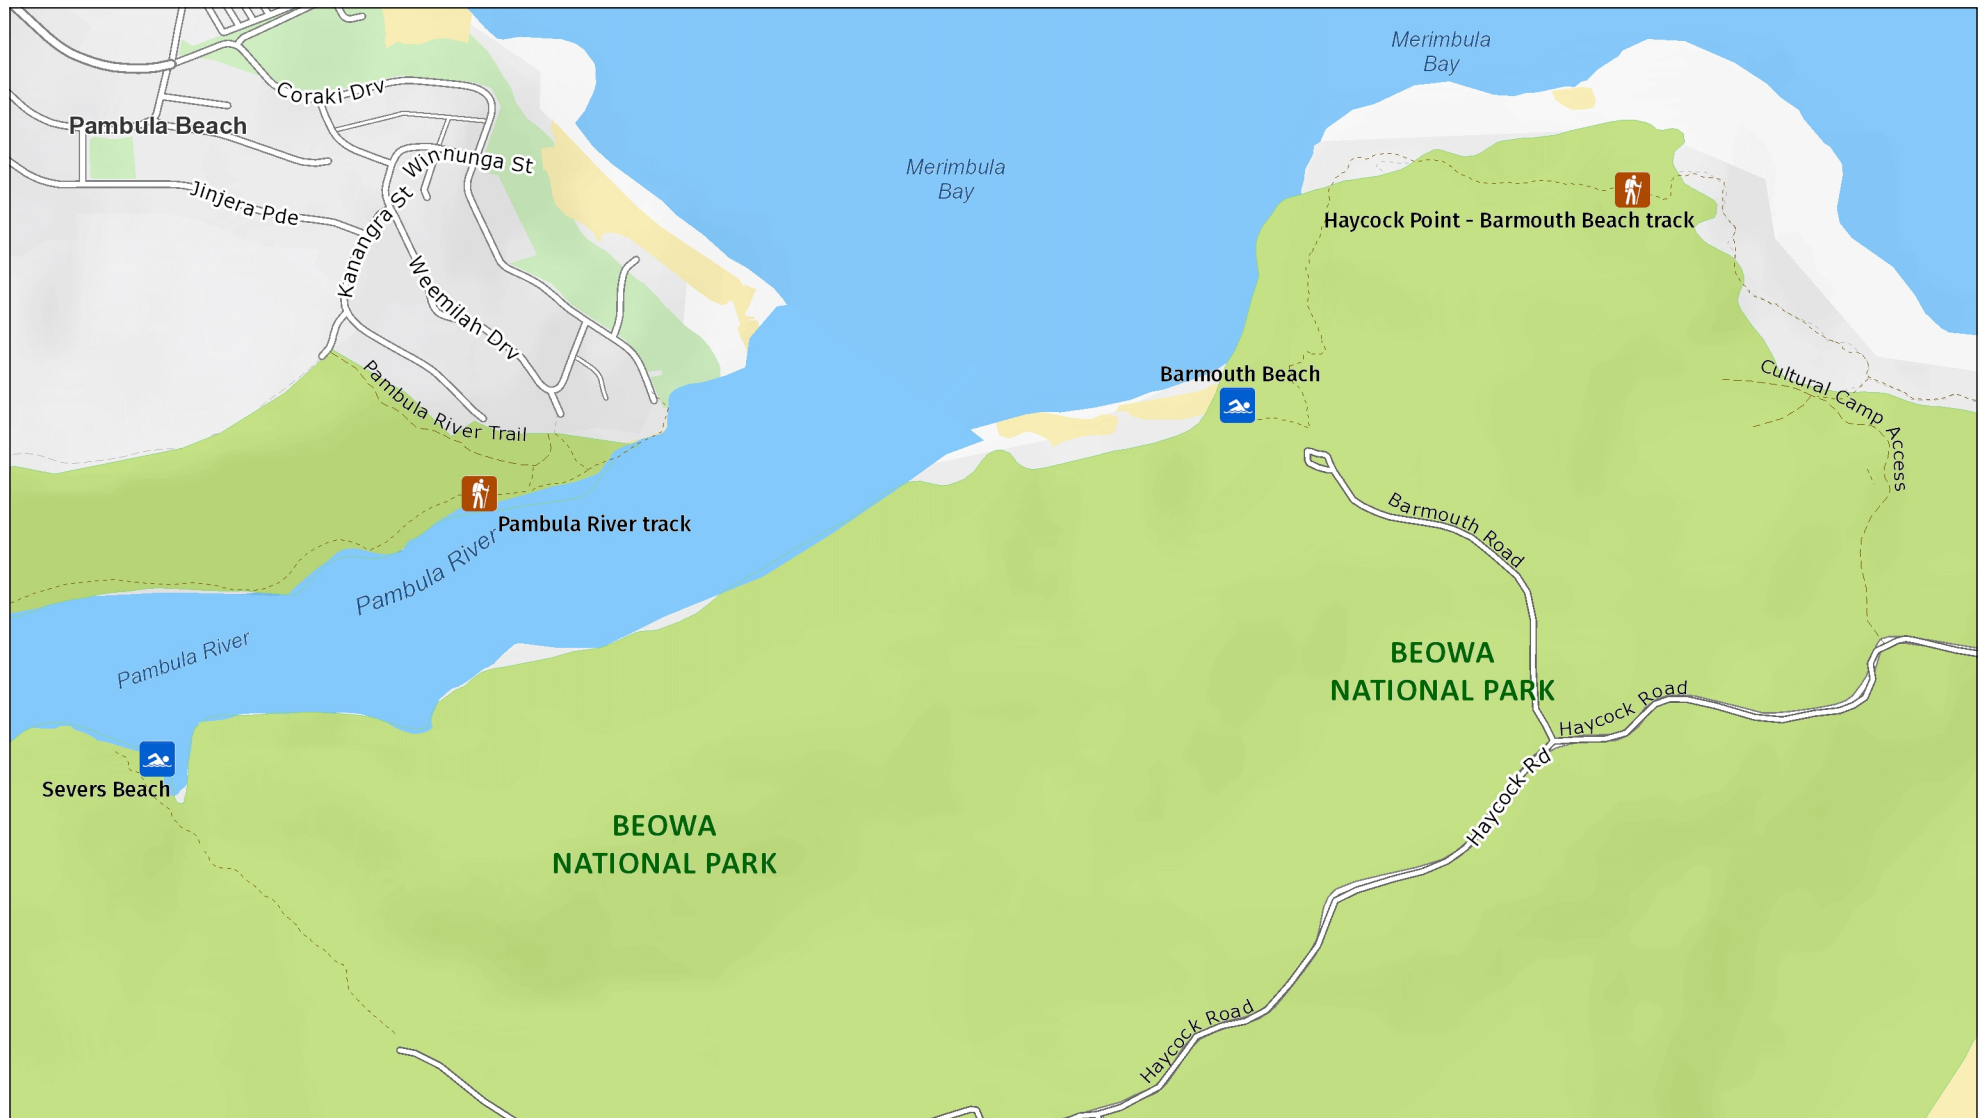 Merimbula
Bay
Coraki Drv
Pambula Beach
Winnunga St
Merimbula
Bay
Jinjera Pde
Kananqra St
Haycock Point - Barmouth Beach track
Weemilah Drv
Pambula River Trail
Barmouth Beach
Cultural Camp Access
Pambula River track
Barmouth Road
Pambula River
Pambula River
BEOWA
NATIONAL PARK
Haycock Road
Severs Beach
Haycock Rd
BEOWA
NATIONAL PARK
Haycock Road